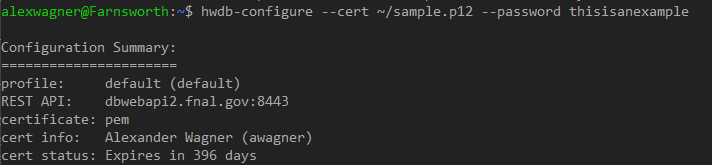 alexwagner@Farnsworth:~$ hwdb-configure --cert ~/sample.p12 --password thisisanexample
Configuration Summary:
======================
profile:    default (default)
REST API:   dbwebapi2.fnal.gov:8443
certificate: pem
cert info:   Alexander Wagner (awagner)
cert status: Expires in 396 days